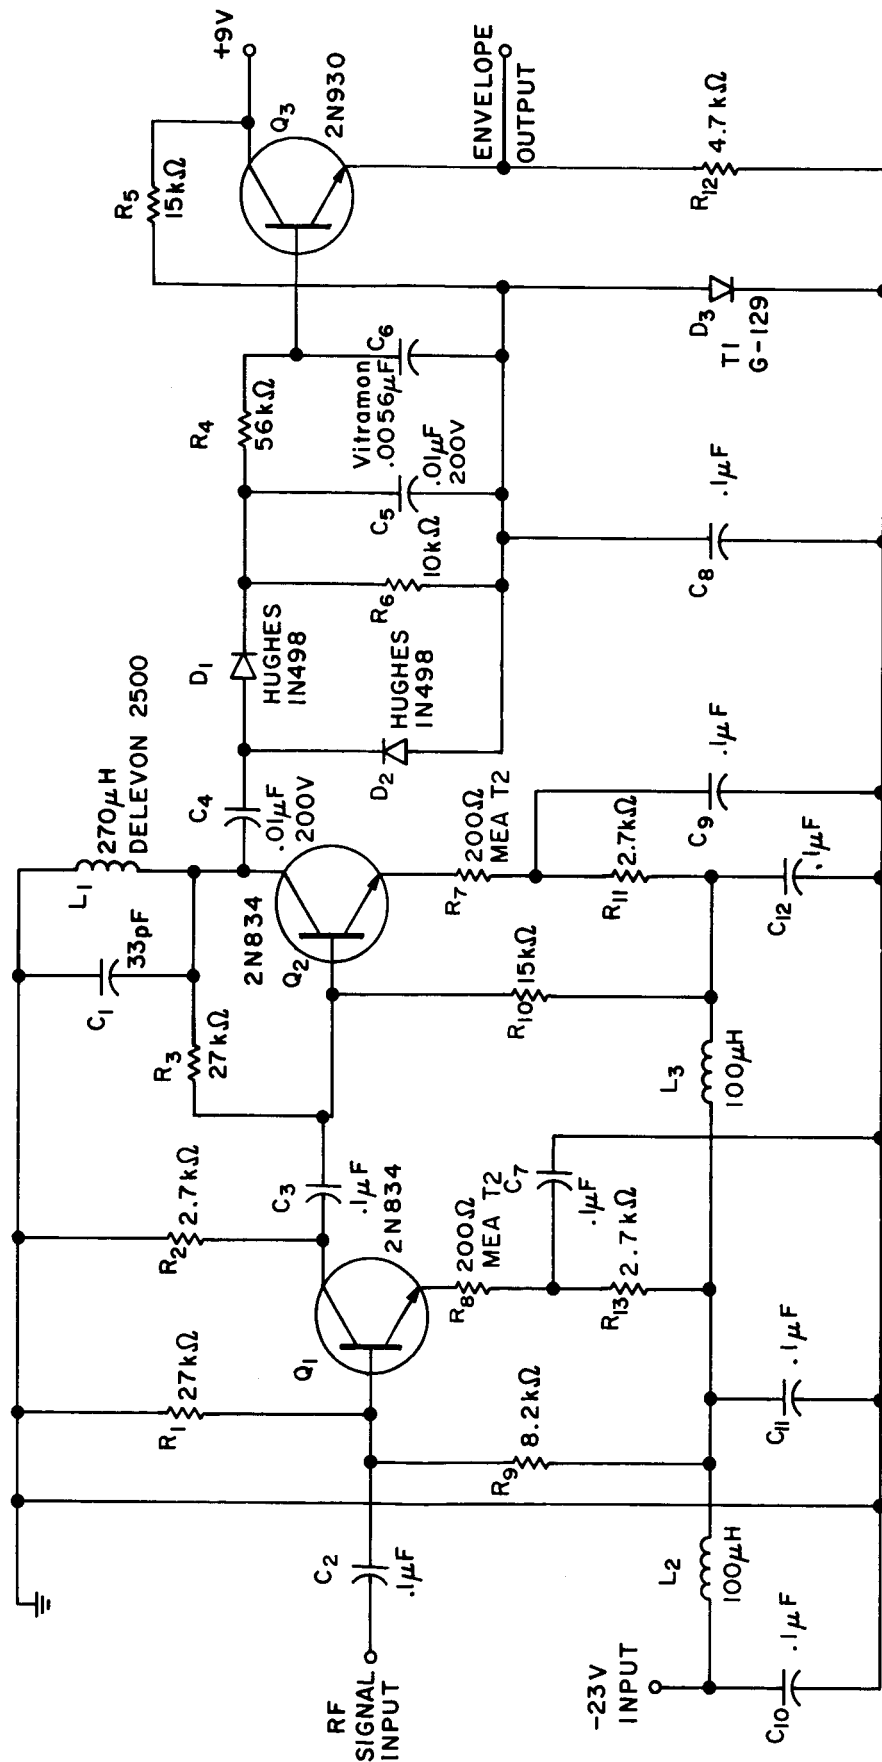 +9V
R5
15kΩ
Q3
2N930
ENVELOPE
OUTPUT
R12
4.7kΩ
D3
TI
G-129
R4
56kΩ
Vitramon C6
.0056µF
C5
.01µF
200V
R6
10kΩ
C8
.1µF
D1
HUGHES
1N498
D2
HUGHES
1N498
C4
.01µF
200V
L1
270µH
DELEVON 2500
C1
33pF
R3
27kΩ
2N834
Q2
R7
200Ω
MEA T2
C9
.1µF
R11
2.7kΩ
C12
.1µF
R10
15kΩ
L3
100µH
R2
2.7kΩ
C3
.1µF
2N834
Q1
R8
200Ω
MEA T2
C7
.1µF
R13
2.7kΩ
C11
.1µF
R1
27kΩ
R9
8.2kΩ
C2
.1µF
RF
SIGNAL
INPUT
L2
100µH
-23V
INPUT
C10
.1µF